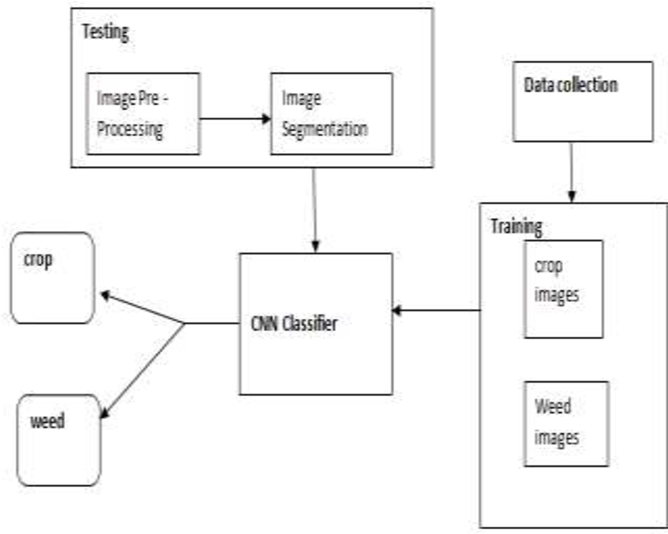 Testing
Image Pre -
Processing
Image
Segmentation
Data collection
Training
crop
images
Weed
images
CNN Classifier
crop
weed